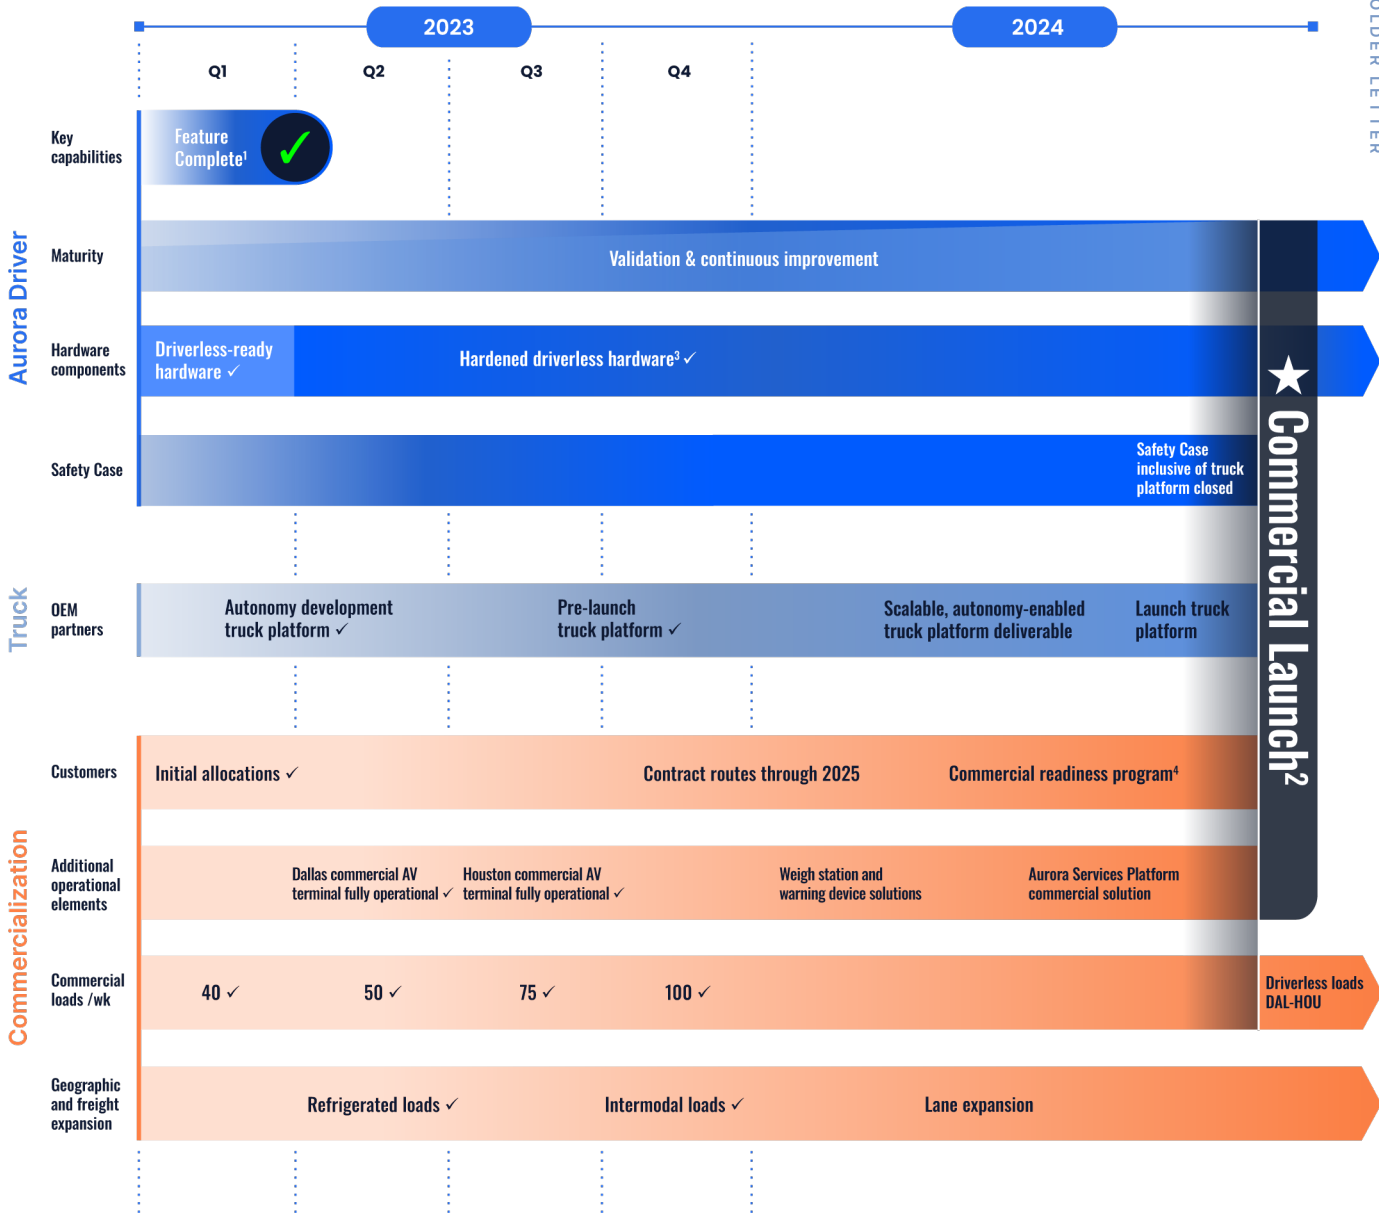 2023
2024
OLDER LETTER
Q1
Q2
Q3
Q4
Aurora Driver
Key
capabilities
Feature
Complete¹
✓
Maturity
Validation & continuous improvement
Hardware
components
Driverless-ready
hardware ✓
Hardened driverless hardware³ ✓
Safety Case
Safety Case
inclusive of truck
platform closed
★ Commercial Launch²
Truck
OEM
partners
Autonomy development
truck platform ✓
Pre-launch
truck platform ✓
Scalable, autonomy-enabled
truck platform deliverable
Launch truck
platform
Commercialization
Customers
Initial allocations ✓
Contract routes through 2025
Commercial readiness program⁴
Additional
operational
elements
Dallas commercial AV
terminal fully operational ✓
Houston commercial AV
terminal fully operational ✓
Weigh station and
warning device solutions
Aurora Services Platform
commercial solution
Commercial
loads /wk
40 ✓
50 ✓
75 ✓
100 ✓
Driverless loads
DAL-HOU
Geographic
and freight
expansion
Refrigerated loads ✓
Intermodal loads ✓
Lane expansion